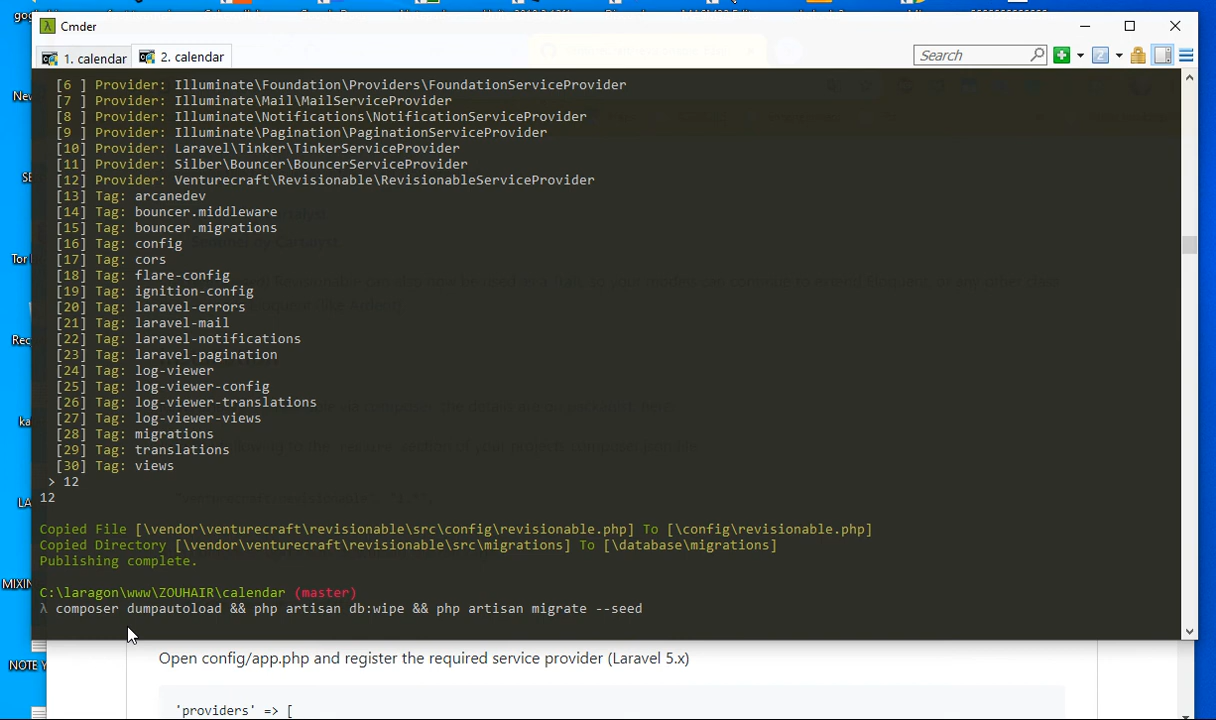 Cmder
1. calendar
2. calendar
Search
[6 ] Provider: Illuminate\Foundation\Providers\FoundationServiceProvider
[7 ] Provider: Illuminate\Mail\MailServiceProvider
[8 ] Provider: Illuminate\Notifications\NotificationServiceProvider
[9 ] Provider: Illuminate\Pagination\PaginationServiceProvider
[10] Provider: Laravel\Tinker\TinkerServiceProvider
[11] Provider: Silber\Bouncer\BouncerServiceProvider
[12] Provider: Venturecraft\Revisionable\RevisionableServiceProvider
[13] Tag: arcanedev
[14] Tag: bouncer.middleware
[15] Tag: bouncer.migrations
[16] Tag: config
[17] Tag: cors
[18] Tag: flare-config
[19] Tag: ignition-config
[20] Tag: laravel-errors
[21] Tag: laravel-mail
[22] Tag: laravel-notifications
[23] Tag: laravel-pagination
[24] Tag: log-viewer
[25] Tag: log-viewer-config
[26] Tag: log-viewer-translations
[27] Tag: log-viewer-views
[28] Tag: migrations
[29] Tag: translations
[30] Tag: views
> 12
12
Copied File [\vendor\venturecraft\revisionable\src\config\revisionable.php] To [\config\revisionable.php]
Copied Directory [\vendor\venturecraft\revisionable\src\migrations] To [\database\migrations]
Publishing complete.
C:\laragon\www\ZOUHAIR\calendar (master)
λ composer dumpautoload && php artisan db:wipe && php artisan migrate --seed
Open config/app.php and register the required service provider (Laravel 5.x)
'providers' => [
New
SE
Tor
Rec
ka
LA
MIXIN
NOTE Y